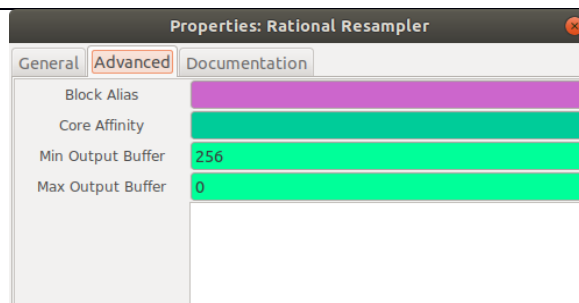 Properties: Rational Resampler
General Advanced Documentation
Block Alias
Core Affinity
Min Output Buffer 256
Max Output Buffer 0